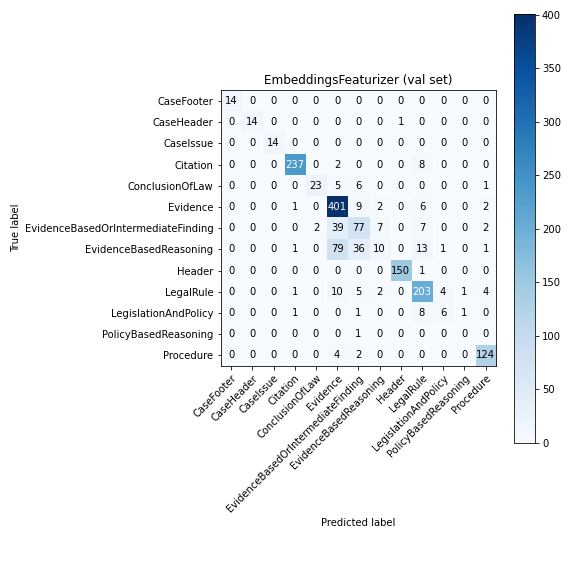 EmbeddingsFeaturizer (val set)
CaseFooter 14 0 0 0 0 0 0 0 0 0 0 0 0
CaseHeader 0 14 0 0 0 0 0 0 1 0 0 0 0
CaseIssue 0 0 14 0 0 0 0 0 0 0 0 0 0
Citation 0 0 0 237 0 2 0 0 0 8 0 0 0
ConclusionOfLaw 0 0 0 0 23 5 6 0 0 0 0 0 1
Evidence 0 0 0 1 0 401 9 2 0 6 0 0 2
EvidenceBasedOrIntermediateFinding 0 0 0 0 2 39 77 7 0 7 0 0 2
EvidenceBasedReasoning 0 0 0 1 0 79 36 10 0 13 1 0 1
Header 0 0 0 0 0 0 0 0 150 1 0 0 0
LegalRule 0 0 0 1 0 10 5 2 0 203 4 1 4
LegislationAndPolicy 0 0 0 1 0 0 1 0 0 8 6 1 0
PolicyBasedReasoning 0 0 0 0 0 0 1 0 0 0 0 0 0
Procedure 0 0 0 0 0 4 2 0 0 0 0 0 124
True label
CaseFooter
CaseHeader
CaseIssue
Citation
ConclusionOfLaw
Evidence
EvidenceBasedOrIntermediateFinding
EvidenceBasedReasoning
Header
LegalRule
LegislationAndPolicy
PolicyBasedReasoning
Procedure
Predicted label
400
350
300
250
200
150
100
50
0